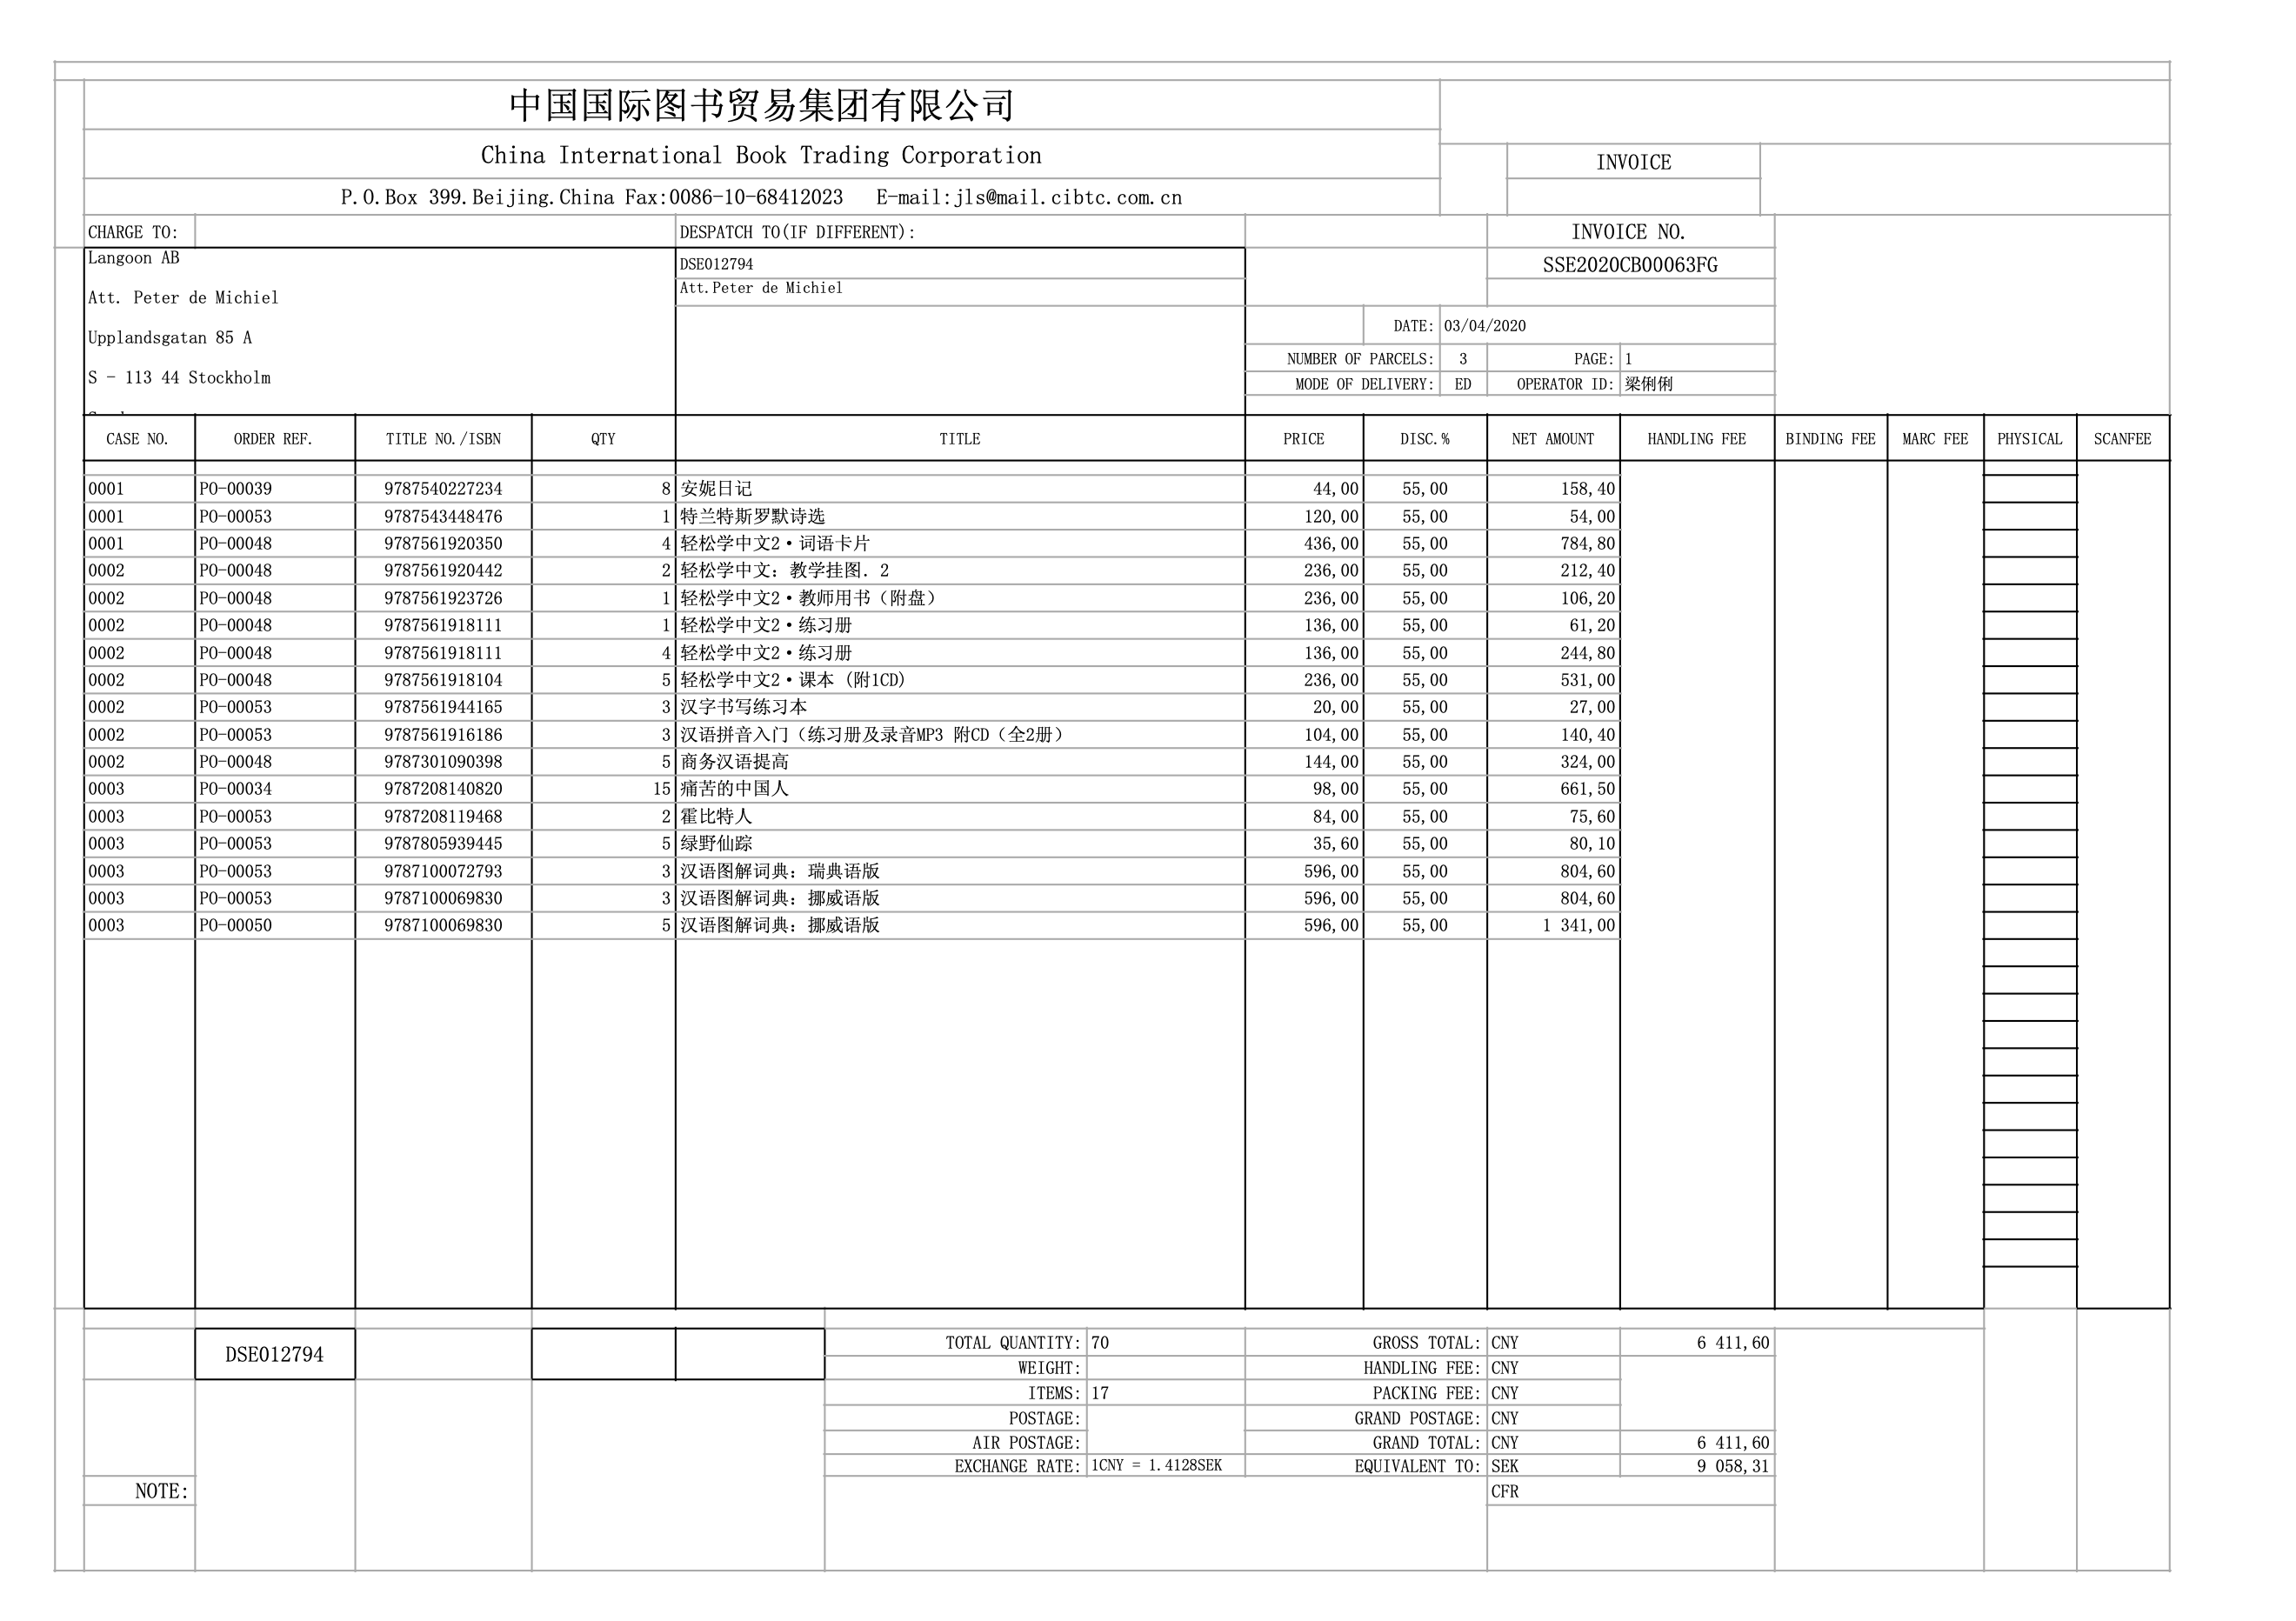 中国国际图书贸易集团有限公司
China International Book Trading Corporation
INVOICE
P.O.Box 399.Beijing.China Fax:0086-10-68412023 E-mail:jls@mail.cibtc.com.cn
CHARGE TO: DESPATCH TO(IF DIFFERENT): INVOICE NO.
Langoon AB
DSE012794 SSE2020CB00063FG
Att.Peter de Michiel
Att. Peter de Michiel
DATE: 03/04/2020
Upplandsgatan 85 A
NUMBER OF PARCELS: 3 PAGE: 1
S - 113 44 Stockholm
MODE OF DELIVERY: ED OPERATOR ID: 梁俐俐
CASE NO. ORDER REF. TITLE NO./ISBN QTY TITLE PRICE DISC.% NET AMOUNT HANDLING FEE BINDING FEE MARC FEE PHYSICAL SCANFEE
0001 PO-00039 9787540227234 8 安妮日记 44,00 55,00 158,40
0001 PO-00053 9787543448476 1 特兰特斯罗默诗选 120,00 55,00 54,00
0001 PO-00048 9787561920350 4 轻松学中文2·词语卡片 436,00 55,00 784,80
0002 PO-00048 9787561920442 2 轻松学中文：教学挂图．2 236,00 55,00 212,40
0002 PO-00048 9787561923726 1 轻松学中文2·教师用书（附盘） 236,00 55,00 106,20
0002 PO-00048 9787561918111 1 轻松学中文2·练习册 136,00 55,00 61,20
0002 PO-00048 9787561918111 4 轻松学中文2·练习册 136,00 55,00 244,80
0002 PO-00048 9787561918104 5 轻松学中文2·课本 (附1CD) 236,00 55,00 531,00
0002 PO-00053 9787561944165 3 汉字书写练习本 20,00 55,00 27,00
0002 PO-00053 9787561916186 3 汉语拼音入门（练习册及录音MP3 附CD（全2册） 104,00 55,00 140,40
0002 PO-00048 9787301090398 5 商务汉语提高 144,00 55,00 324,00
0003 PO-00034 9787208140820 15 痛苦的中国人 98,00 55,00 661,50
0003 PO-00053 9787208119468 2 霍比特人 84,00 55,00 75,60
0003 PO-00053 9787805939445 5 绿野仙踪 35,60 55,00 80,10
0003 PO-00053 9787100072793 3 汉语图解词典：瑞典语版 596,00 55,00 804,60
0003 PO-00053 9787100069830 3 汉语图解词典：挪威语版 596,00 55,00 804,60
0003 PO-00050 9787100069830 5 汉语图解词典：挪威语版 596,00 55,00 1 341,00
DSE012794 TOTAL QUANTITY: 70 GROSS TOTAL: CNY 6 411,60
WEIGHT: HANDLING FEE: CNY
ITEMS: 17 PACKING FEE: CNY
POSTAGE: GRAND POSTAGE: CNY
AIR POSTAGE: GRAND TOTAL: CNY 6 411,60
EXCHANGE RATE: 1CNY = 1.4128SEK EQUIVALENT TO: SEK 9 058,31
NOTE: CFR